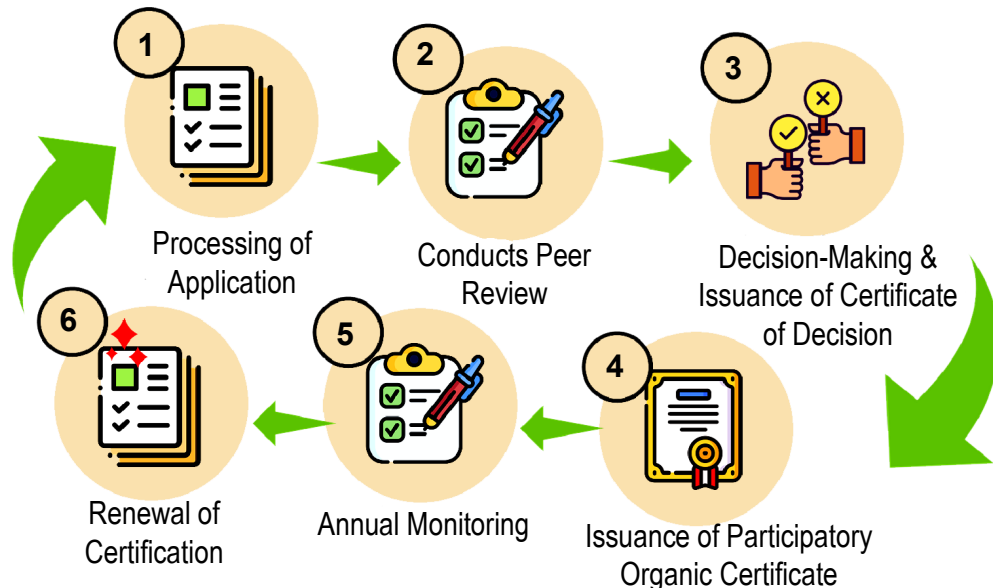 1
Processing of
Application
2
Conducts Peer
Review
3
Decision-Making &
Issuance of Certificate
of Decision
4
Issuance of Participatory
Organic Certificate
5
Annual Monitoring
6
Renewal of
Certification